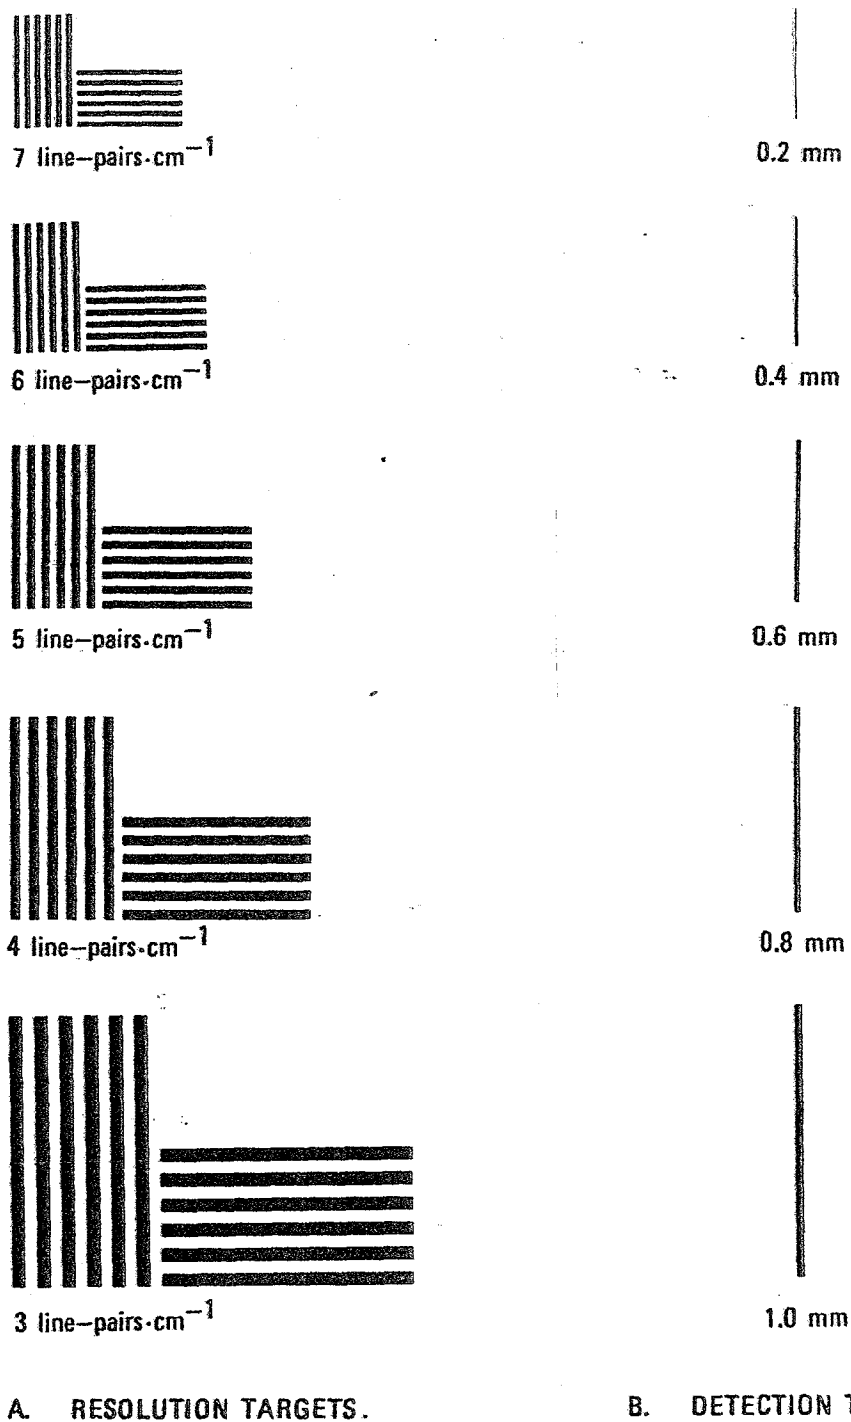 7 line–pairs·cm⁻¹
0.2 mm
6 line–pairs·cm⁻¹
0.4 mm
5 line–pairs·cm⁻¹
0.6 mm
4 line–pairs·cm⁻¹
0.8 mm
3 line–pairs·cm⁻¹
1.0 mm
A. RESOLUTION TARGETS.
B. DETECTION